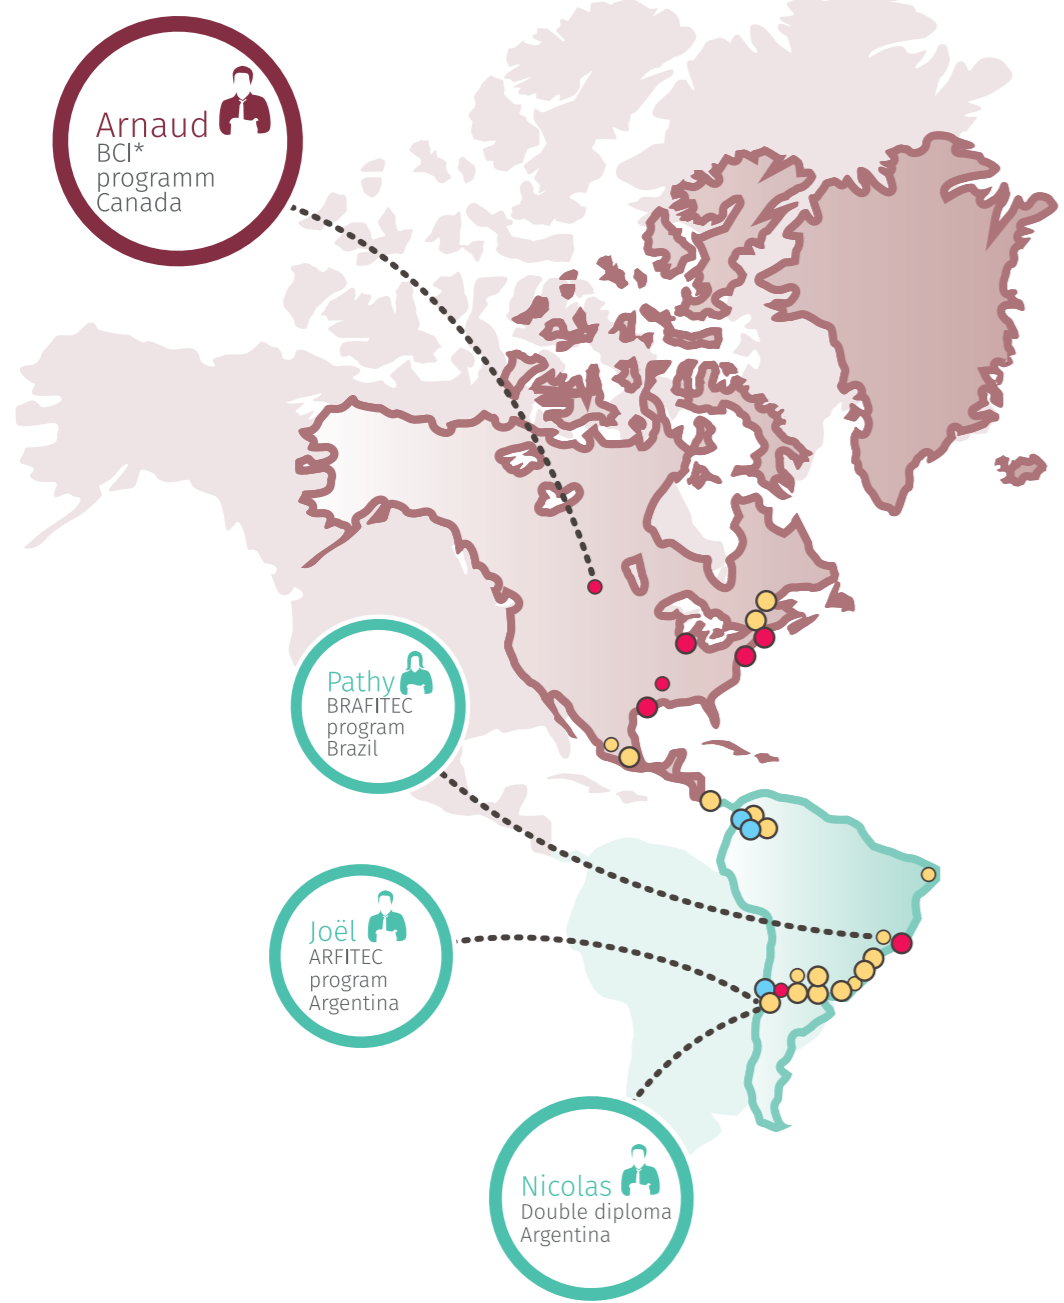 Arnaud
BCI*
programm
Canada
Pathy
BRAFITEC
program
Brazil
Joël
ARFITEC
program
Argentina
Nicolas
Double diploma
Argentina